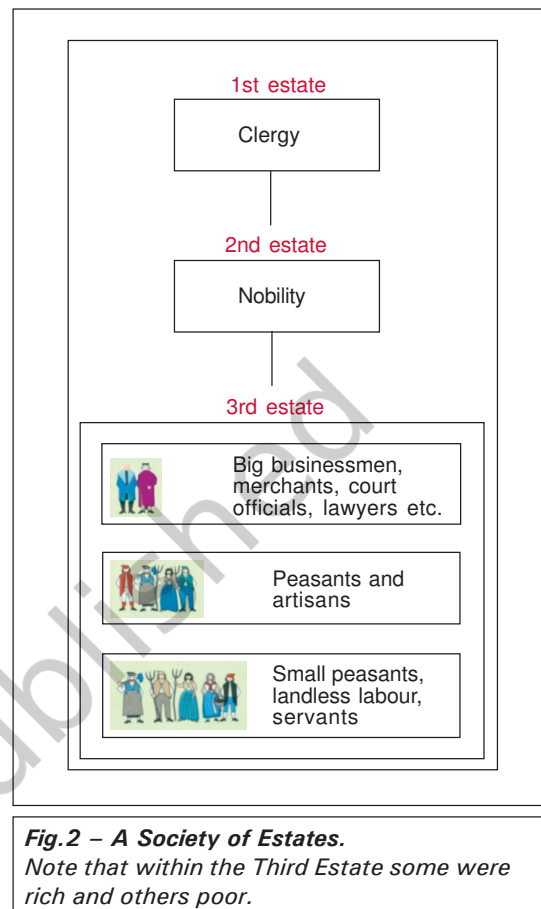 1st estate
Clergy
2nd estate
Nobility
3rd estate
Big businessmen,
merchants, court
officials, lawyers etc.
Peasants and
artisans
Small peasants,
landless labour,
servants
blished
Fig.2 – A Society of Estates.
Note that within the Third Estate some were
rich and others poor.